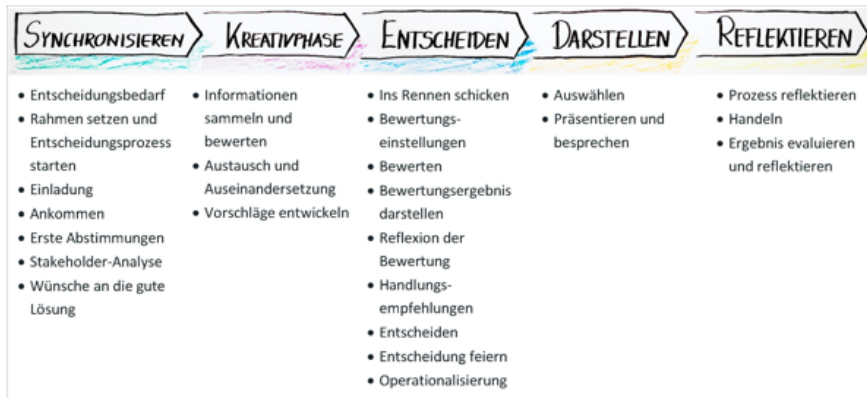 SYNCHRONISIEREN
KREATIVPHASE
ENTSCHEIDEN
DARSTELLEN
REFLEKTIEREN
• Entscheidungsbedarf
• Rahmen setzen und
Entscheidungsprozess
starten
• Einladung
• Ankommen
• Erste Abstimmungen
• Stakeholder-Analyse
• Wünsche an die gute
Lösung
• Informationen
sammeln und
bewerten
• Austausch und
Auseinandersetzung
• Vorschläge entwickeln
• Ins Rennen schicken
• Bewertungs-
einstellungen
• Bewerten
• Bewertungsergebnis
darstellen
• Reflexion der
Bewertung
• Handlungs-
empfehlungen
• Entscheiden
• Entscheidung feiern
• Operationalisierung
• Auswählen
• Präsentieren und
besprechen
• Prozess reflektieren
• Handeln
• Ergebnis evaluieren
und reflektieren